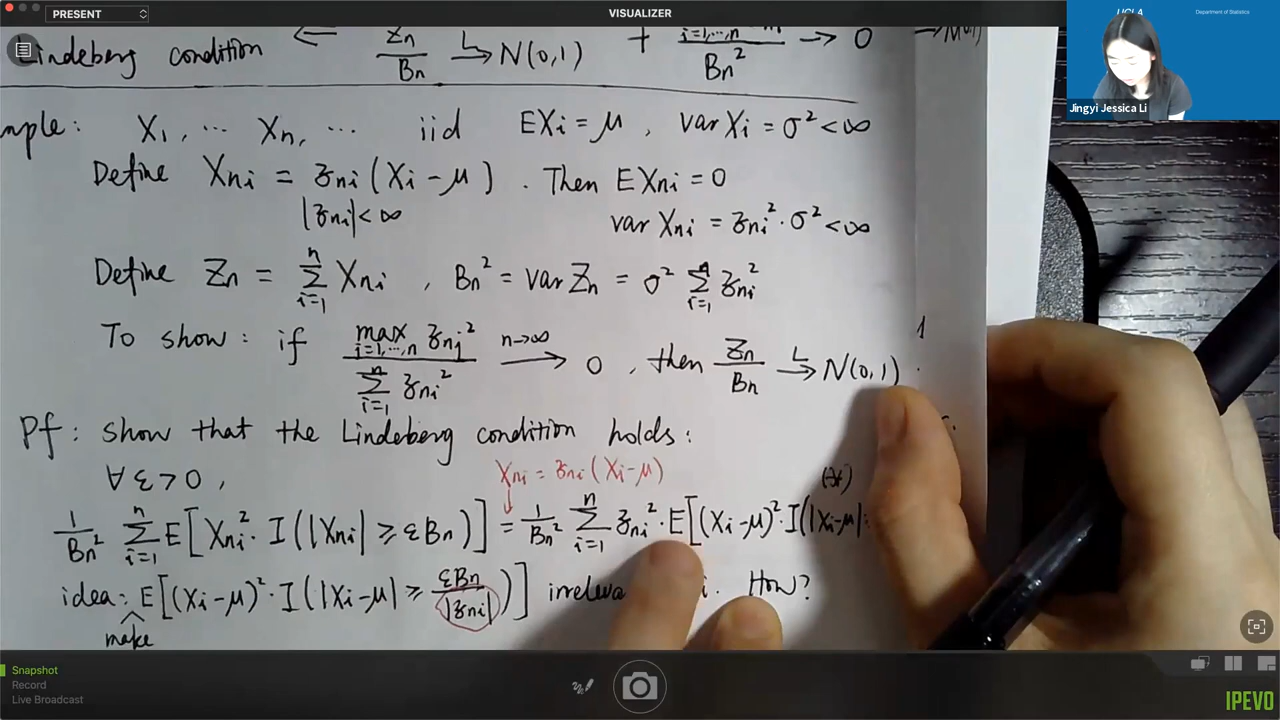 PRESENT
VISUALIZER
UCLA
Department of Statistics
Jingyi Jessica Li
Lindeberg condition ⇐ Zn/Bn →L N(0,1) + i=1,...,n / Bn² → 0
mple: X1, ... Xn, ... iid EXi = μ, var Xi = σ² < ∞
Define Xni = zni (Xi - μ). Then E Xni = 0
|zni| < ∞ var Xni = zni² · σ² < ∞
Define Zn = Σ_{i=1}^n Xni, Bn² = var Zn = σ² Σ_{i=1}^n zni²
To show: if max_{j=1,...,n} znj² / Σ_{i=1}^n zni² →(n→∞) 0, then Zn/Bn →L N(0,1).
Pf: Show that the Lindeberg condition holds:
∀ ε > 0, Xni = zni (Xi - μ) (*)
1/Bn² Σ_{i=1}^n E[Xni² · I(|Xni| ≥ εBn)] = 1/Bn² Σ_{i=1}^n zni² · E[(Xi-μ)² · I(|Xi-μ|
idea: E[(Xi-μ)² · I(|Xi-μ| ≥ εBn/|zni|)] i. How?
make
Snapshot
Record
Live Broadcast
IPEVO